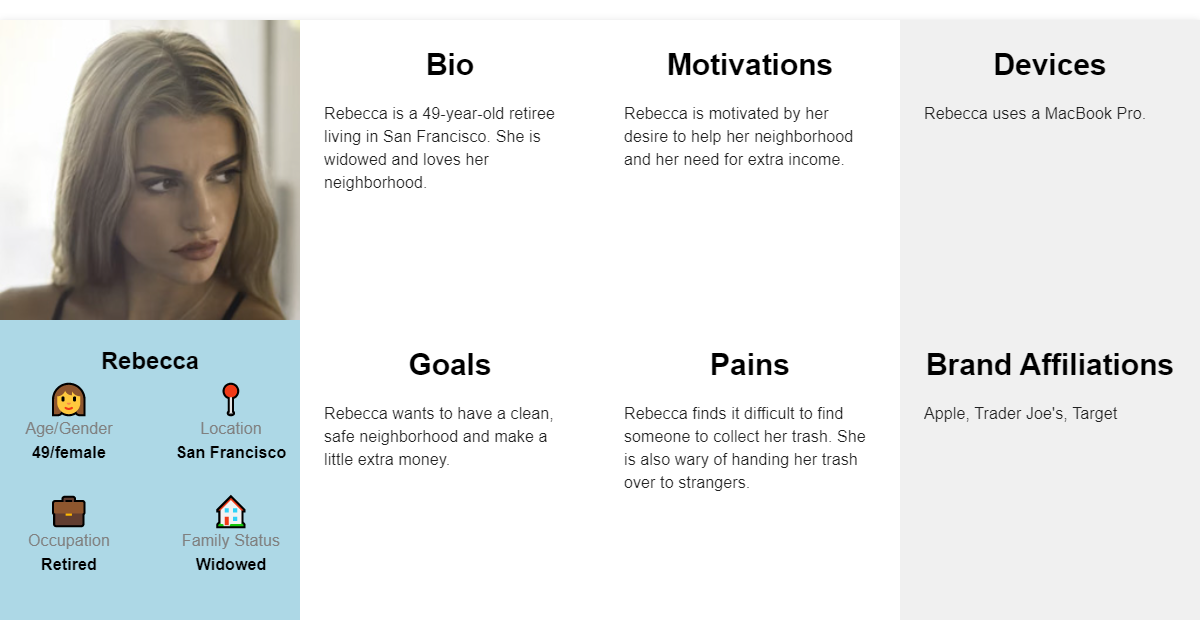 Bio
Rebecca is a 49-year-old retiree
living in San Francisco. She is
widowed and loves her
neighborhood.
Motivations
Rebecca is motivated by her
desire to help her neighborhood
and her need for extra income.
Devices
Rebecca uses a MacBook Pro.
Rebecca
Age/Gender
49/female
Location
San Francisco
Occupation
Retired
Family Status
Widowed
Goals
Rebecca wants to have a clean,
safe neighborhood and make a
little extra money.
Pains
Rebecca finds it difficult to find
someone to collect her trash. She
is also wary of handing her trash
over to strangers.
Brand Affiliations
Apple, Trader Joe's, Target